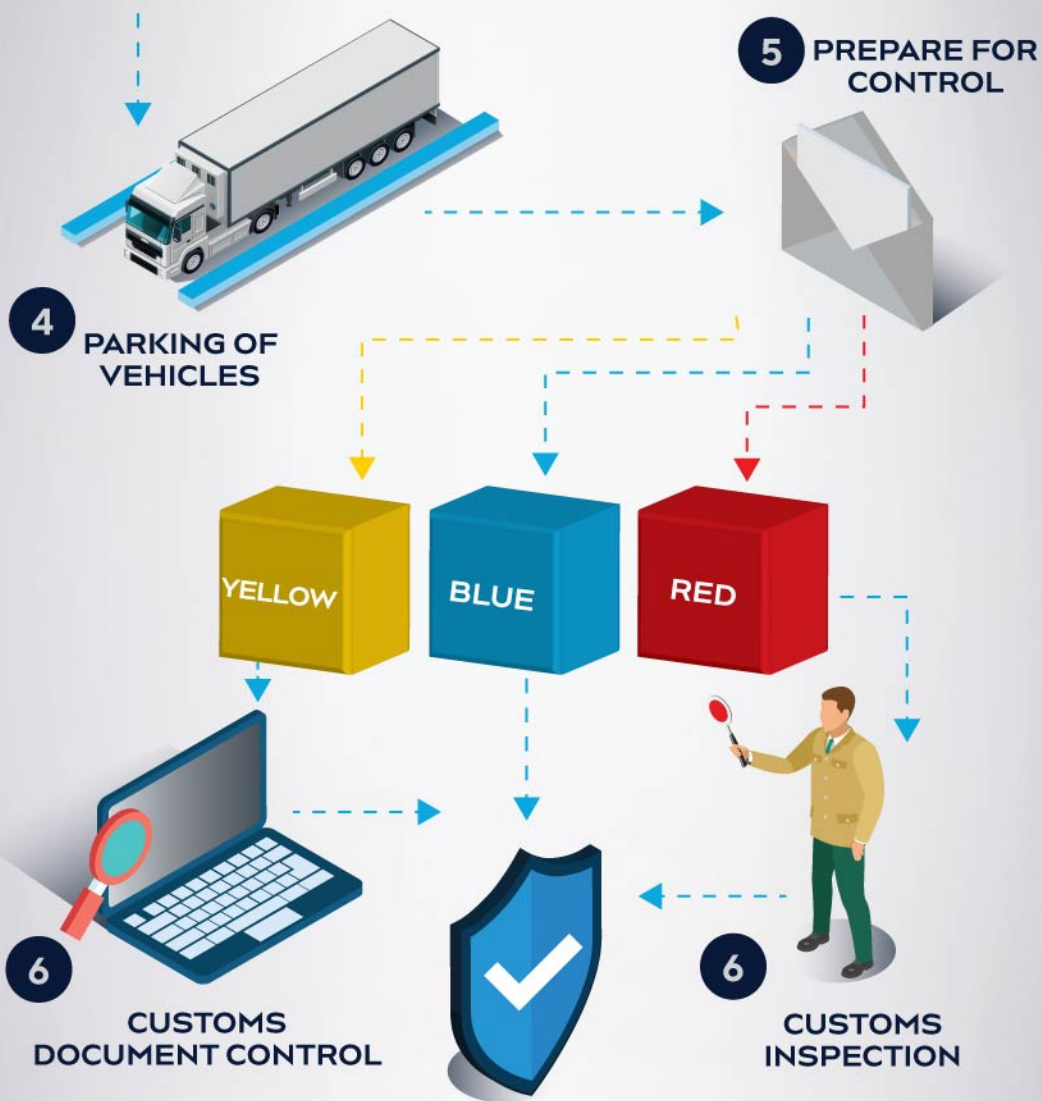 5 PREPARE FOR
CONTROL
4 PARKING OF
VEHICLES
YELLOW
BLUE
RED
6
CUSTOMS
DOCUMENT CONTROL
6
CUSTOMS
INSPECTION